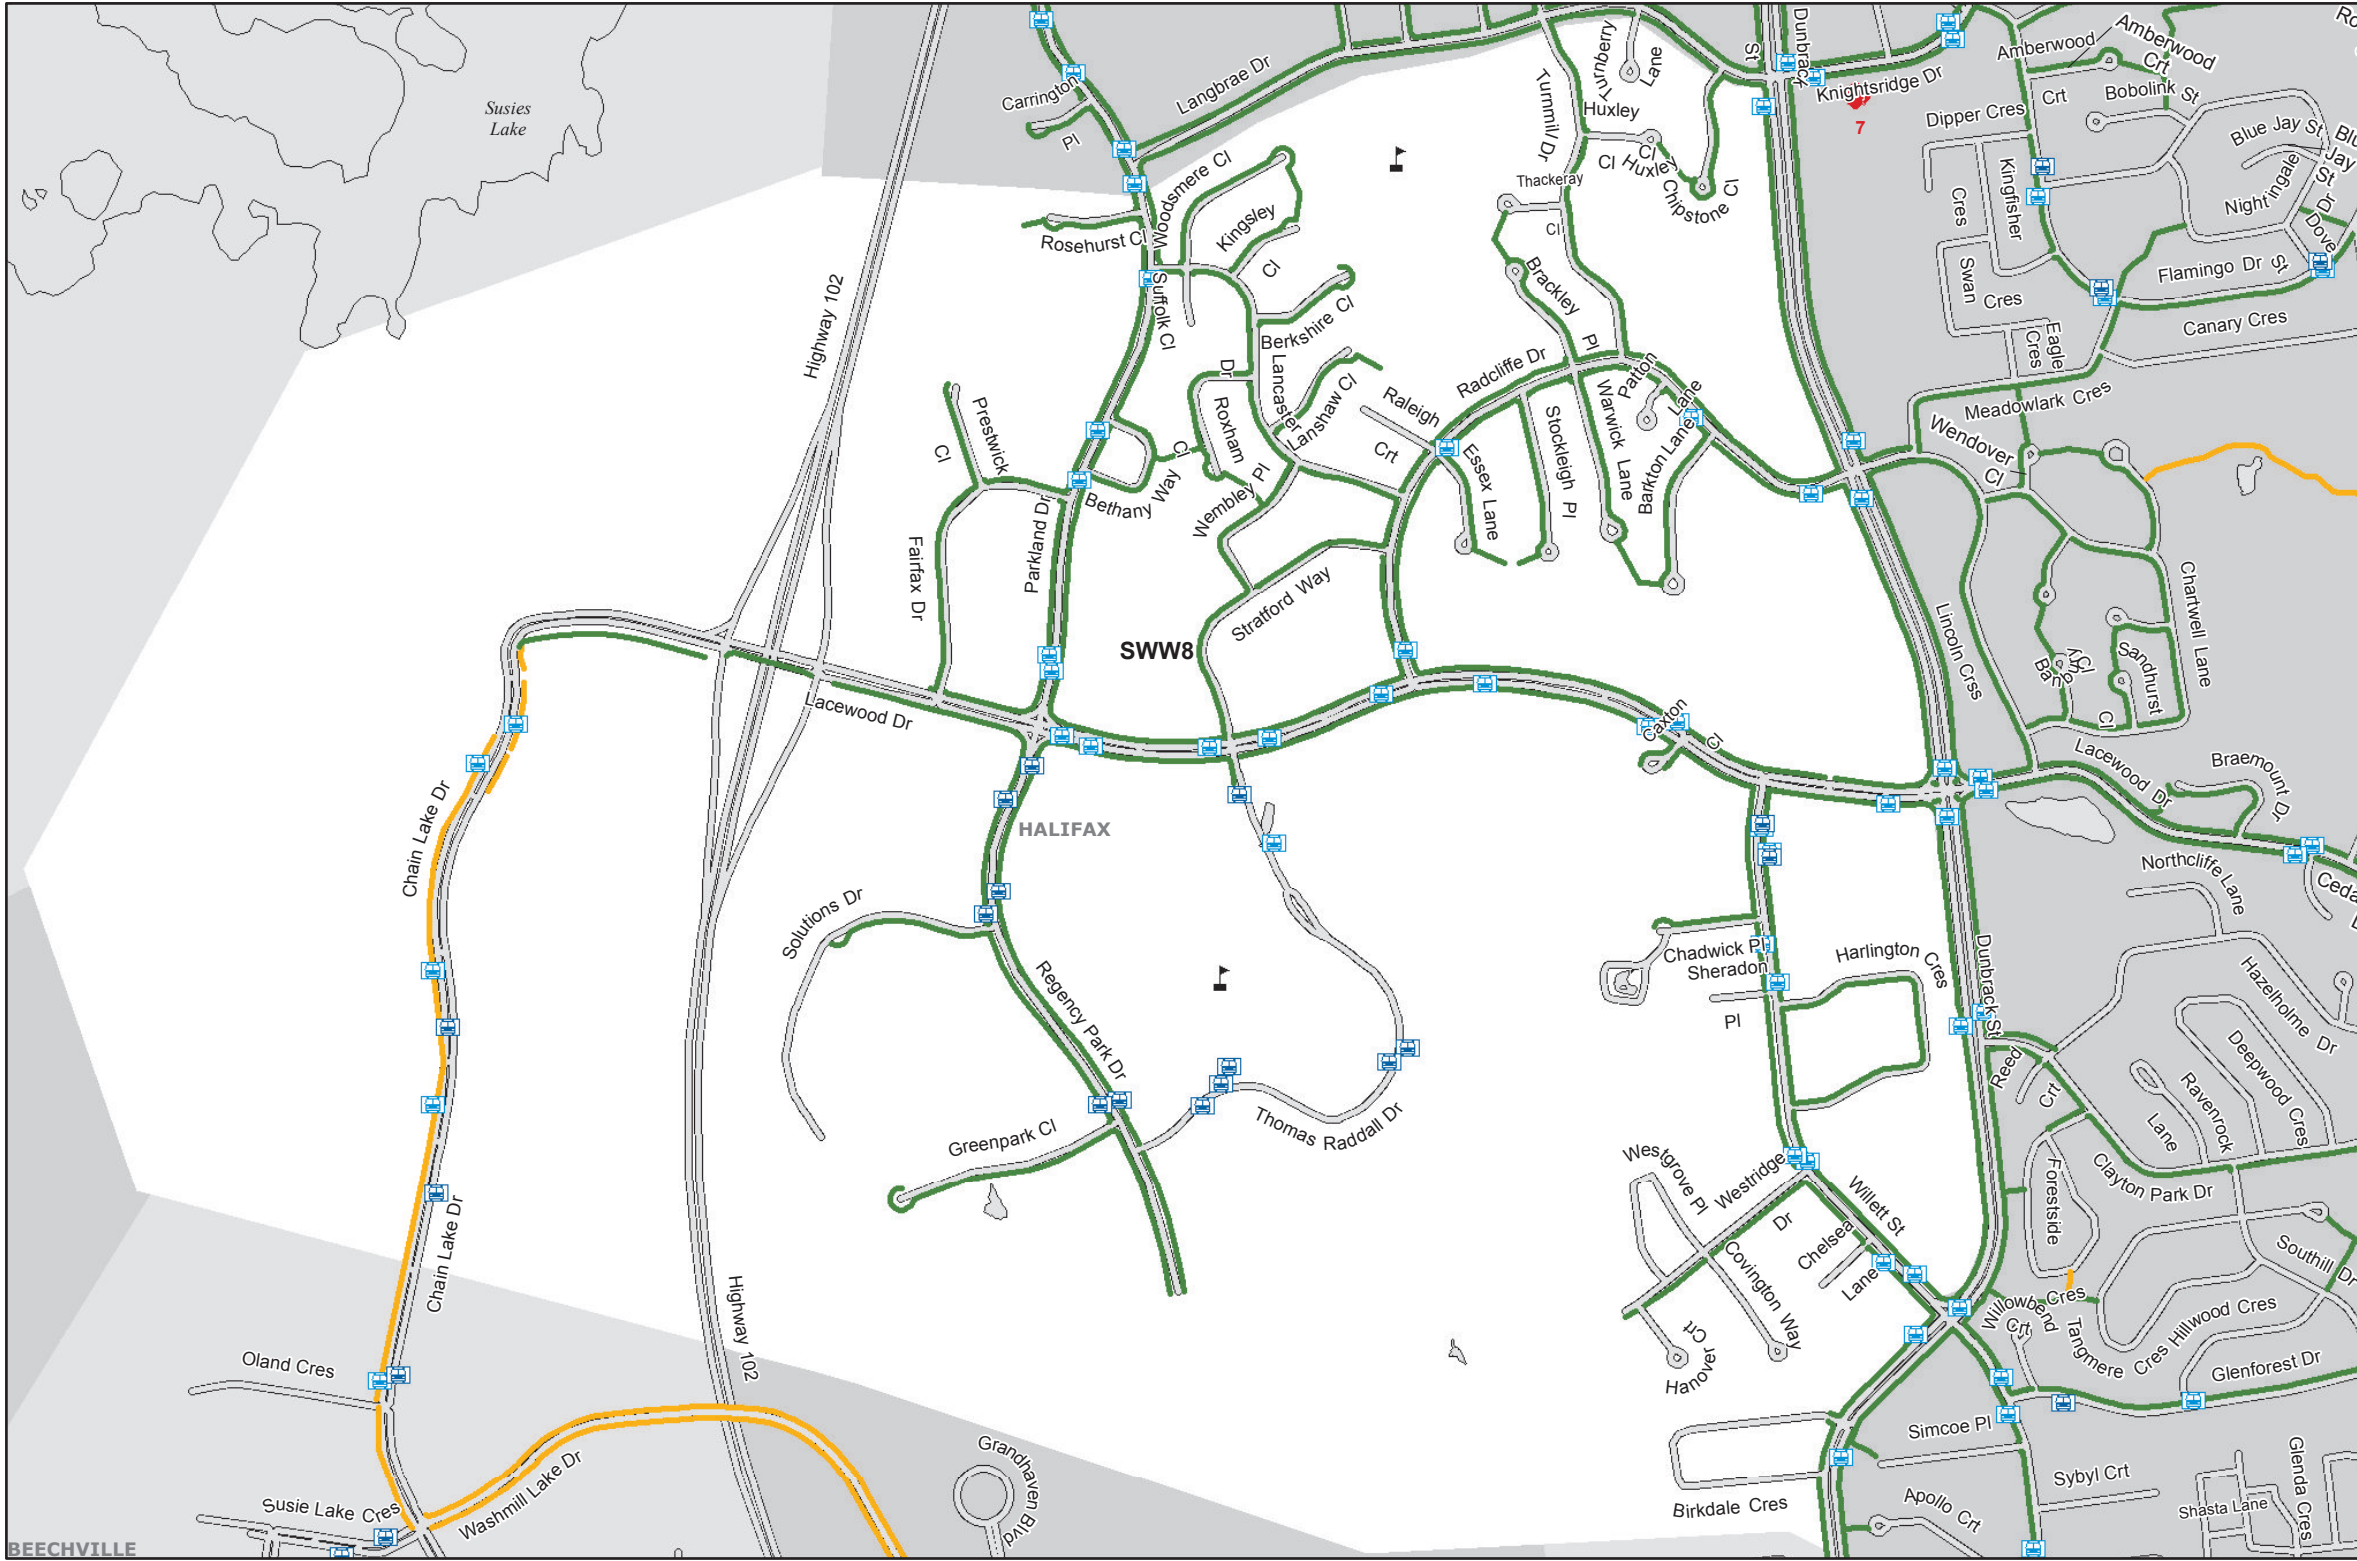 Susies
Lake
Carrington
Pl
Langbrae Dr
Turnberry
Lane
St
Dunbrack
Knightsridge Dr
7
Amberwood
Crt
Amberwood
Crt
Bobolink St
Dipper Cres
Blue Jay St
Jay
St
Nightingale
Dr
Dove
St
Kingfisher
Cres
Swan
Cres
Flamingo Dr
Canary Cres
Eagle
Cres
Meadowlark Cres
Turnmill Dr
Huxley
Cl
Huxley
Cl
Chipstone Cl
Thackeray
Cl
Brackley
Pl
Woodsmere Cl
Kingsley
Cl
Rosehurst Cl
Suffolk Cl
Berkshire Cl
Lancaster
Dr
Lanshaw Cl
Roxham
Cl
Raleigh
Crt
Radcliffe Dr
Patton
Lane
Stockleigh Pl
Warwick Lane
Barkton Lane
Essex Lane
Wendover
Cl
Highway 102
Prestwick
Cl
Bethany Way
Wembley Pl
Parkland Dr
Fairfax Dr
Stratford Way
SWW8
Lincoln Crss
Chartwell Lane
Banbury
Cl
Sandhurst
Cl
Lacewood Dr
Caxton
Cl
Lacewood Dr
Braemount Dr
Chain Lake Dr
HALIFAX
Northcliffe Lane
Solutions Dr
Regency Park Dr
Chadwick Pl
Sheradon
Pl
Harlington Cres
Dunbrack St
Hazelholme Dr
Reed
Crt
Deepwood Cres
Ravenrock
Lane
Greenpark Cl
Thomas Raddall Dr
Westgrove Pl
Westridge
Dr
Willett St
Chelsea
Lane
Covington Way
Forestside
Cres
Clayton Park Dr
Southill Dr
Chain Lake Dr
Highway 102
Hanover
Crt
Willowbend
Crt
Tangmere Cres
Hillwood Cres
Glenforest Dr
Oland Cres
Simcoe Pl
Susie Lake Cres
Washmill Lake Dr
Grandhaven Blvd
Birkdale Cres
Apollo Crt
Sybyl Crt
Shasta Lane
Glenda Cres
BEECHVILLE